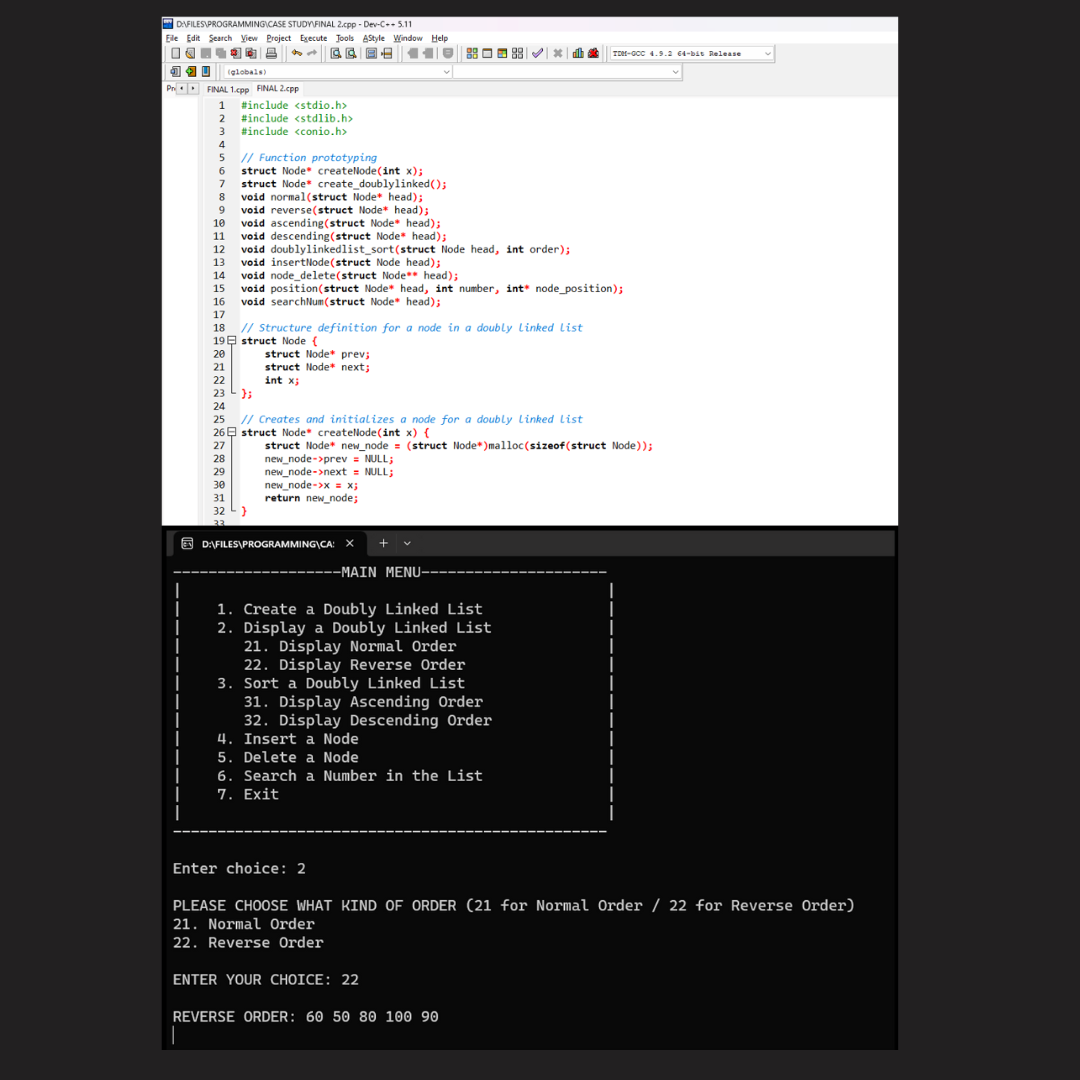 D:\FILES\PROGRAMMING\CASE STUDY\FINAL 2.cpp - Dev-C++ 5.11
File Edit Search View Project Execute Tools AStyle Window Help
TDM-GCC 4.9.2 64-bit Release
(globals)
FINAL 1.cpp FINAL 2.cpp
1 #include <stdio.h>
2 #include <stdlib.h>
3 #include <conio.h>
4
5 // Function prototyping
6 struct Node* createNode(int x);
7 struct Node* create_doublylinked();
8 void normal(struct Node* head);
9 void reverse(struct Node* head);
10 void ascending(struct Node* head);
11 void descending(struct Node* head);
12 void doublylinkedlist_sort(struct Node head, int order);
13 void insertNode(struct Node head);
14 void node_delete(struct Node** head);
15 void position(struct Node* head, int number, int* node_position);
16 void searchNum(struct Node* head);
17
18 // Structure definition for a node in a doubly linked list
19 struct Node {
20 struct Node* prev;
21 struct Node* next;
22 int x;
23 };
24
25 // Creates and initializes a node for a doubly linked list
26 struct Node* createNode(int x) {
27 struct Node* new_node = (struct Node*)malloc(sizeof(struct Node));
28 new_node->prev = NULL;
29 new_node->next = NULL;
30 new_node->x = x;
31 return new_node;
32 }
33
D:\FILES\PROGRAMMING\CA:
--------------------MAIN MENU----------------------
1. Create a Doubly Linked List
2. Display a Doubly Linked List
21. Display Normal Order
22. Display Reverse Order
3. Sort a Doubly Linked List
31. Display Ascending Order
32. Display Descending Order
4. Insert a Node
5. Delete a Node
6. Search a Number in the List
7. Exit
Enter choice: 2
PLEASE CHOOSE WHAT KIND OF ORDER (21 for Normal Order / 22 for Reverse Order)
21. Normal Order
22. Reverse Order
ENTER YOUR CHOICE: 22
REVERSE ORDER: 60 50 80 100 90